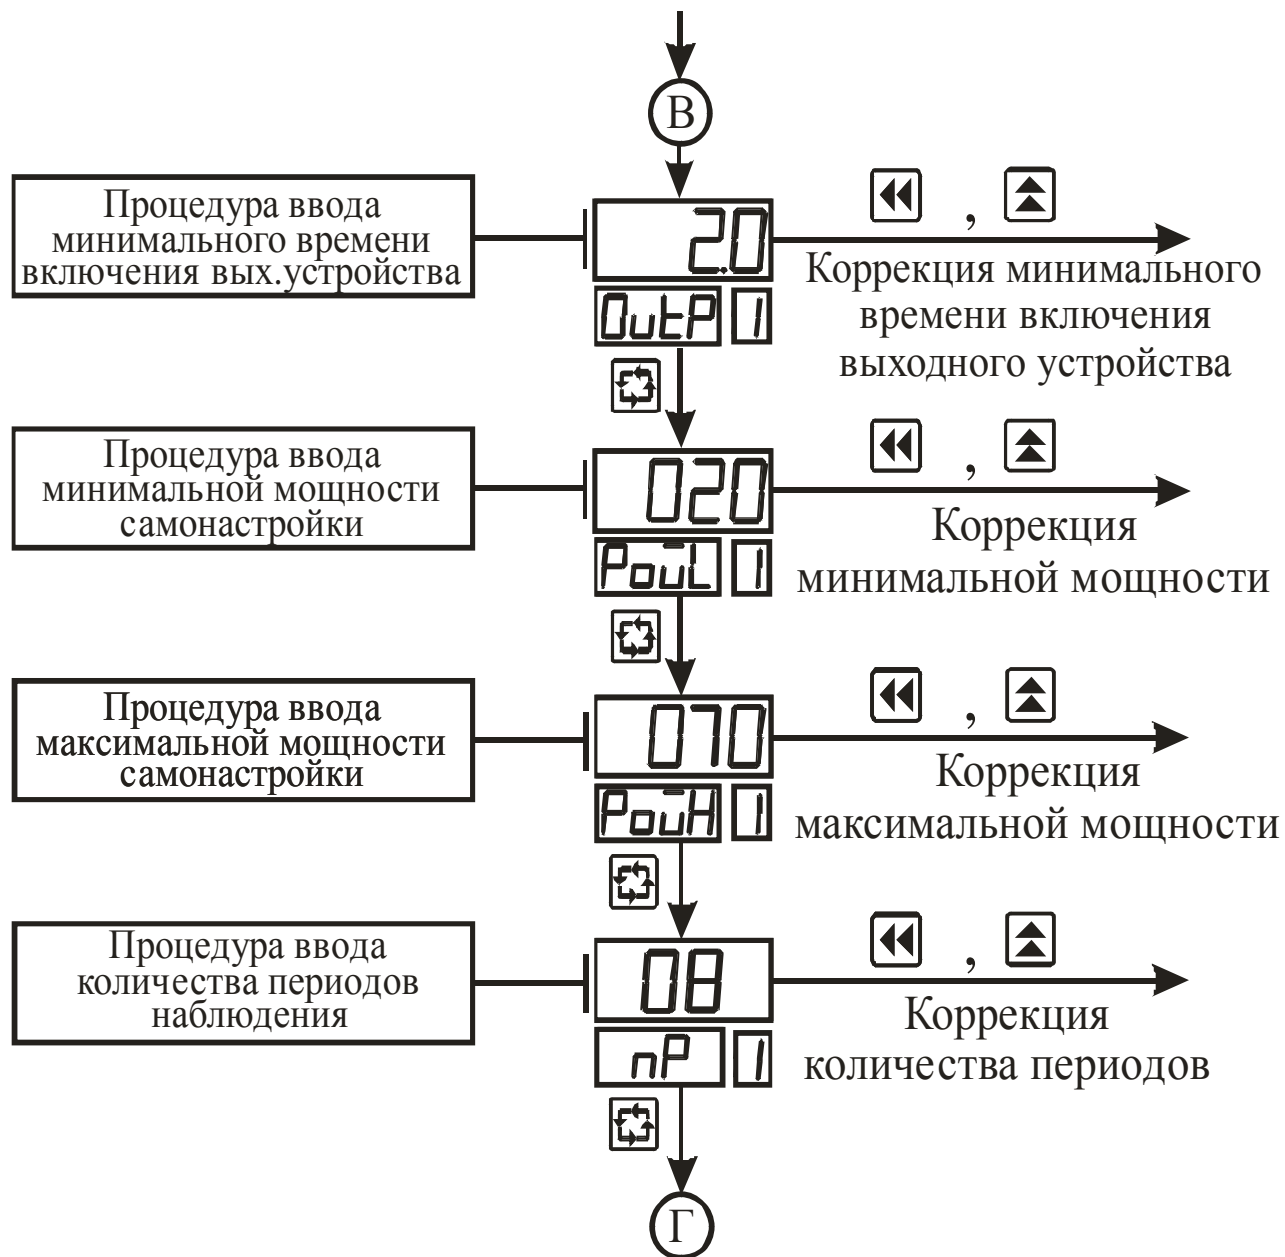 В
Процедура ввода
минимального времени
включения вых.устройства
2.0
OutP 1
,
Коррекция минимального
времени включения
выходного устройства
Процедура ввода
минимальной мощности
самонастройки
020
PowL 1
,
Коррекция
минимальной мощности
Процедура ввода
максимальной мощности
самонастройки
070
PowH 1
,
Коррекция
максимальной мощности
Процедура ввода
количества периодов
наблюдения
08
nP 1
,
Коррекция
количества периодов
Г